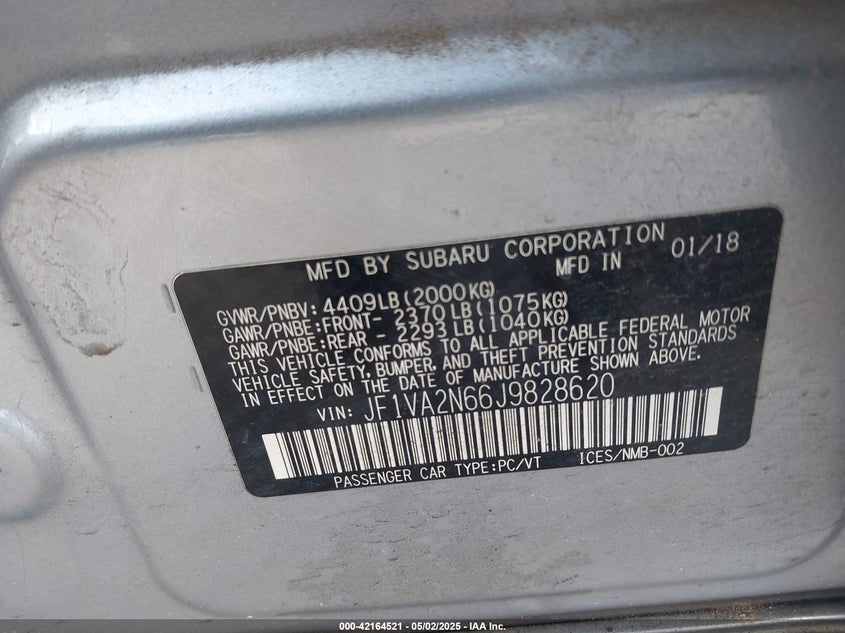 MFD BY SUBARU CORPORATION
MFD IN 01/18
GVWR/PNBV: 4409LB(2000KG)
GAWR/PNBE:FRONT- 2370LB(1075KG)
GAWR/PNBE:REAR - 2293LB(1040KG)
THIS VEHICLE CONFORMS TO ALL APPLICABLE FEDERAL MOTOR
VEHICLE SAFETY, BUMPER, AND THEFT PREVENTION STANDARDS
IN EFFECT ON THE DATE OF MANUFACTURE SHOWN ABOVE.
VIN: JF1VA2N66J9828620
PASSENGER CAR TYPE:PC/VT ICES/NMB-002
000-42164521 - 05/02/2025 - IAA Inc.